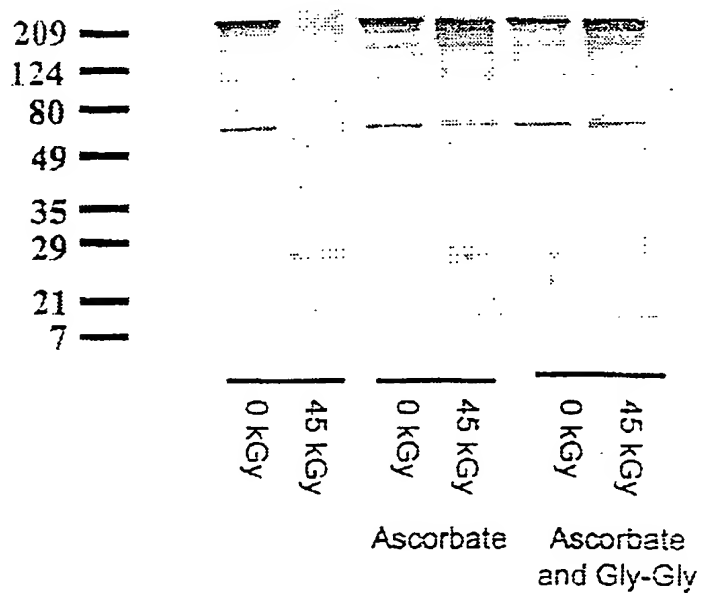 209
124
80
49
35
29
21
7
0 kGy
45 kGy
0 kGy
45 kGy
0 kGy
45 kGy
Ascorbate
Ascorbate
and Gly-Gly